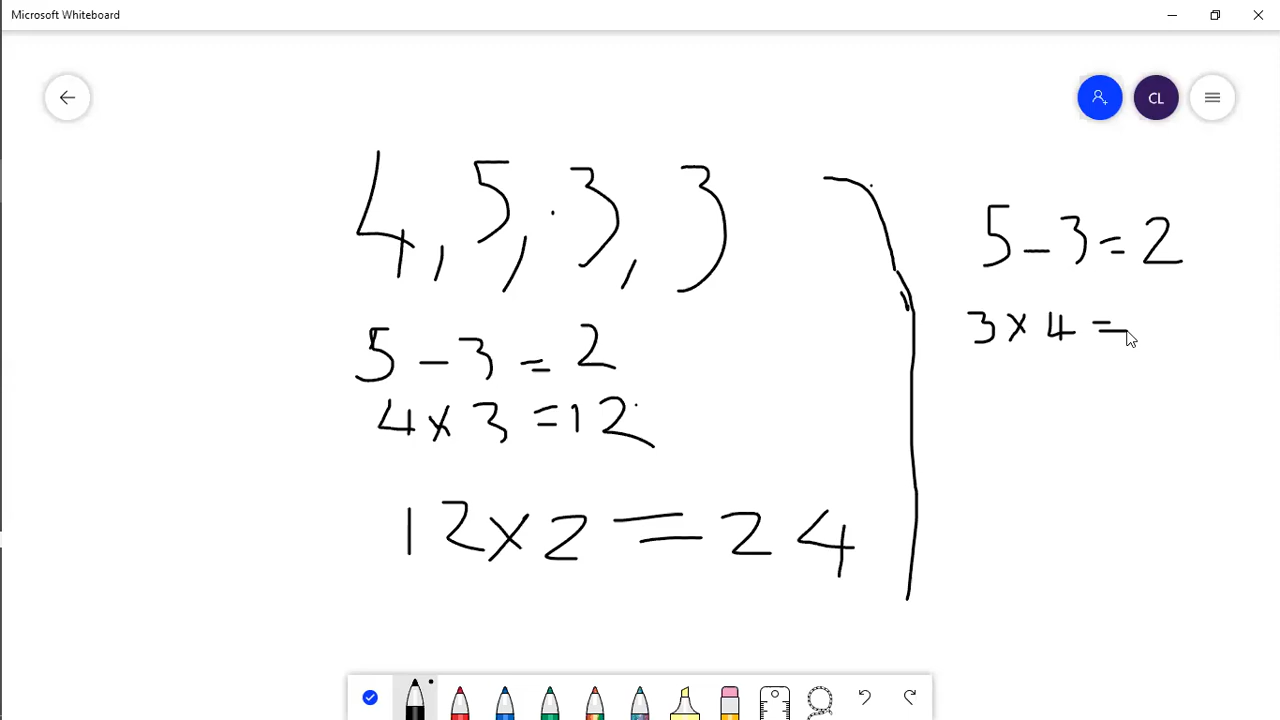 Microsoft Whiteboard
CL
4, 5, 3, 3
5 - 3 = 2
4 x 3 = 12
12 x 2 = 24
5 - 3 = 2
3 x 4 =